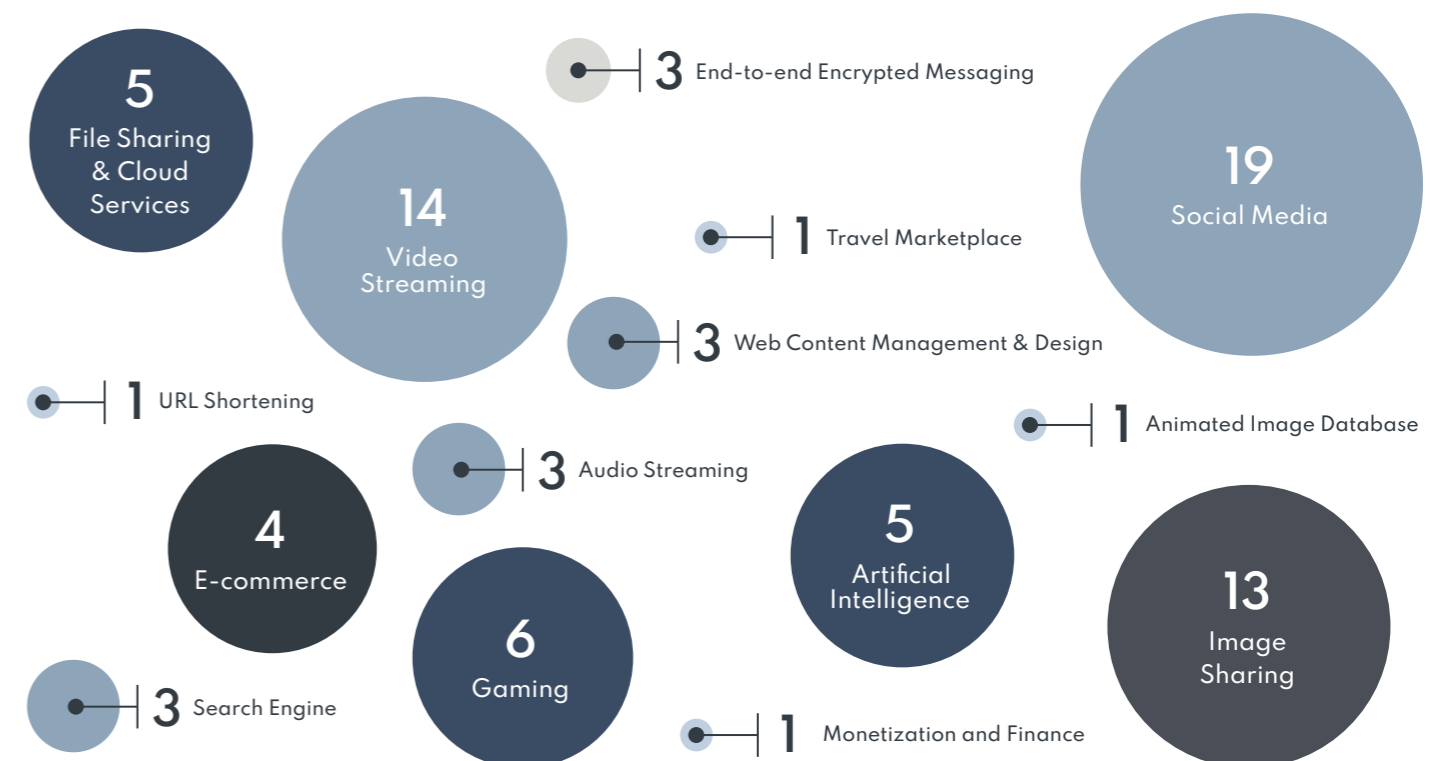 5
File Sharing
& Cloud
Services
14
Video
Streaming
3 End-to-end Encrypted Messaging
19
Social Media
1 Travel Marketplace
3 Web Content Management & Design
1 URL Shortening
1 Animated Image Database
3 Audio Streaming
4
E-commerce
5
Artificial
Intelligence
13
Image
Sharing
6
Gaming
3 Search Engine
1 Monetization and Finance